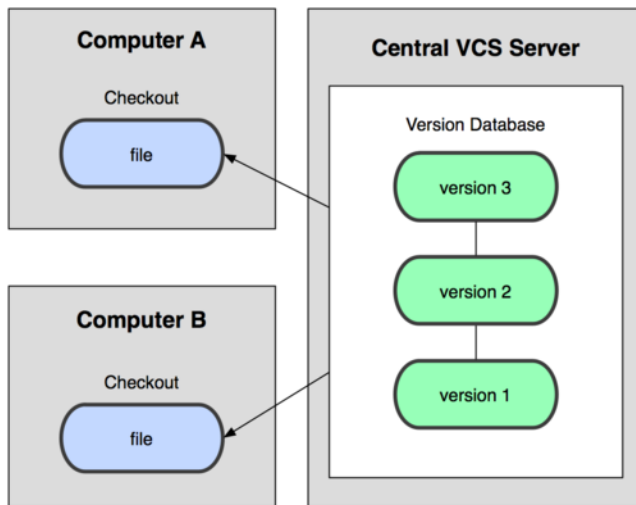 Computer A
Checkout
file
Computer B
Checkout
file
Central VCS Server
Version Database
version 3
version 2
version 1